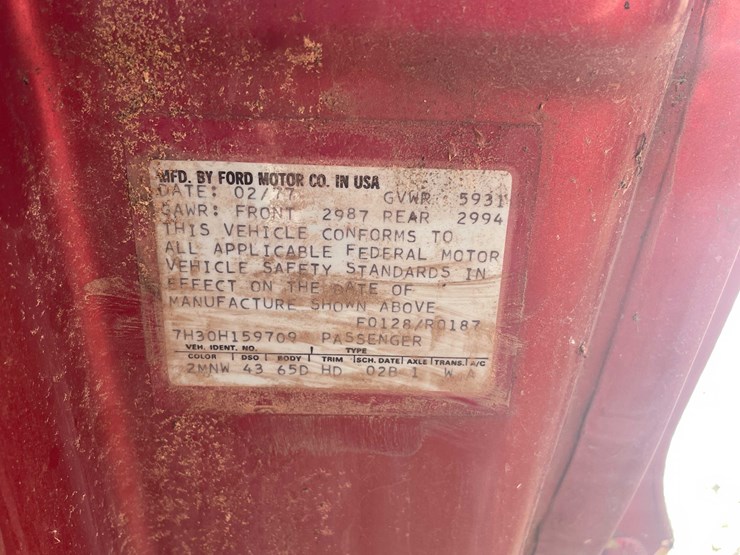 MFD. BY FORD MOTOR CO. IN USA
DATE: 02/77 GVWR 5931
GAWR: FRONT 2987 REAR 2994
THIS VEHICLE CONFORMS TO
ALL APPLICABLE FEDERAL MOTOR
VEHICLE SAFETY STANDARDS IN
EFFECT ON THE DATE OF
MANUFACTURE SHOWN ABOVE
F0128/R0187
7H30H159709 PASSENGER
VEH. IDENT. NO. TYPE
COLOR DSO BODY TRIM SCH. DATE AXLE TRANS. A/C
2MNW 43 65D HD 02B 1 W A